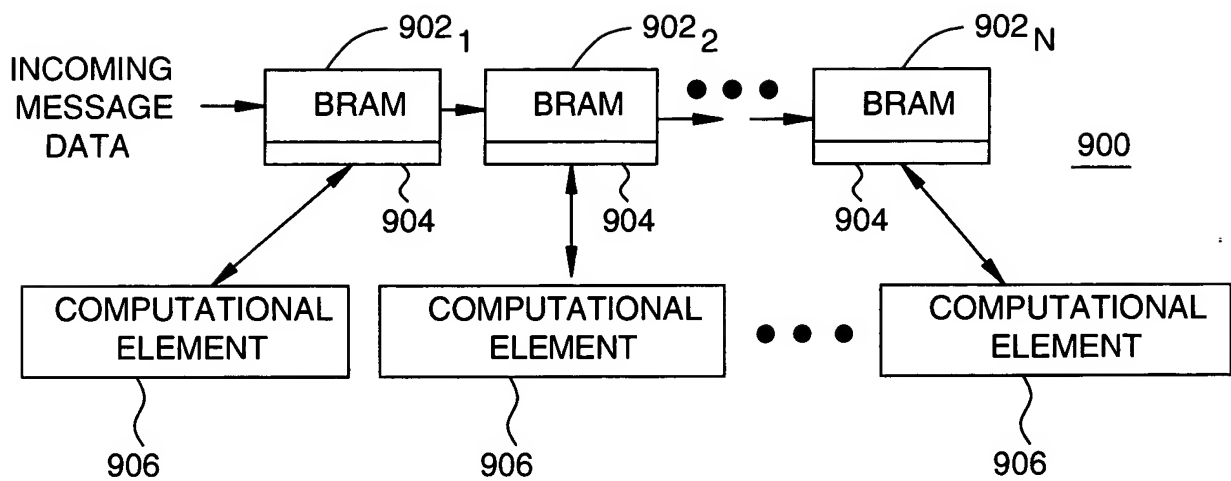 902₁
902₂
902_N
INCOMING
MESSAGE
DATA
BRAM
BRAM
BRAM
900
904
904
904
COMPUTATIONAL
ELEMENT
COMPUTATIONAL
ELEMENT
COMPUTATIONAL
ELEMENT
906
906
906